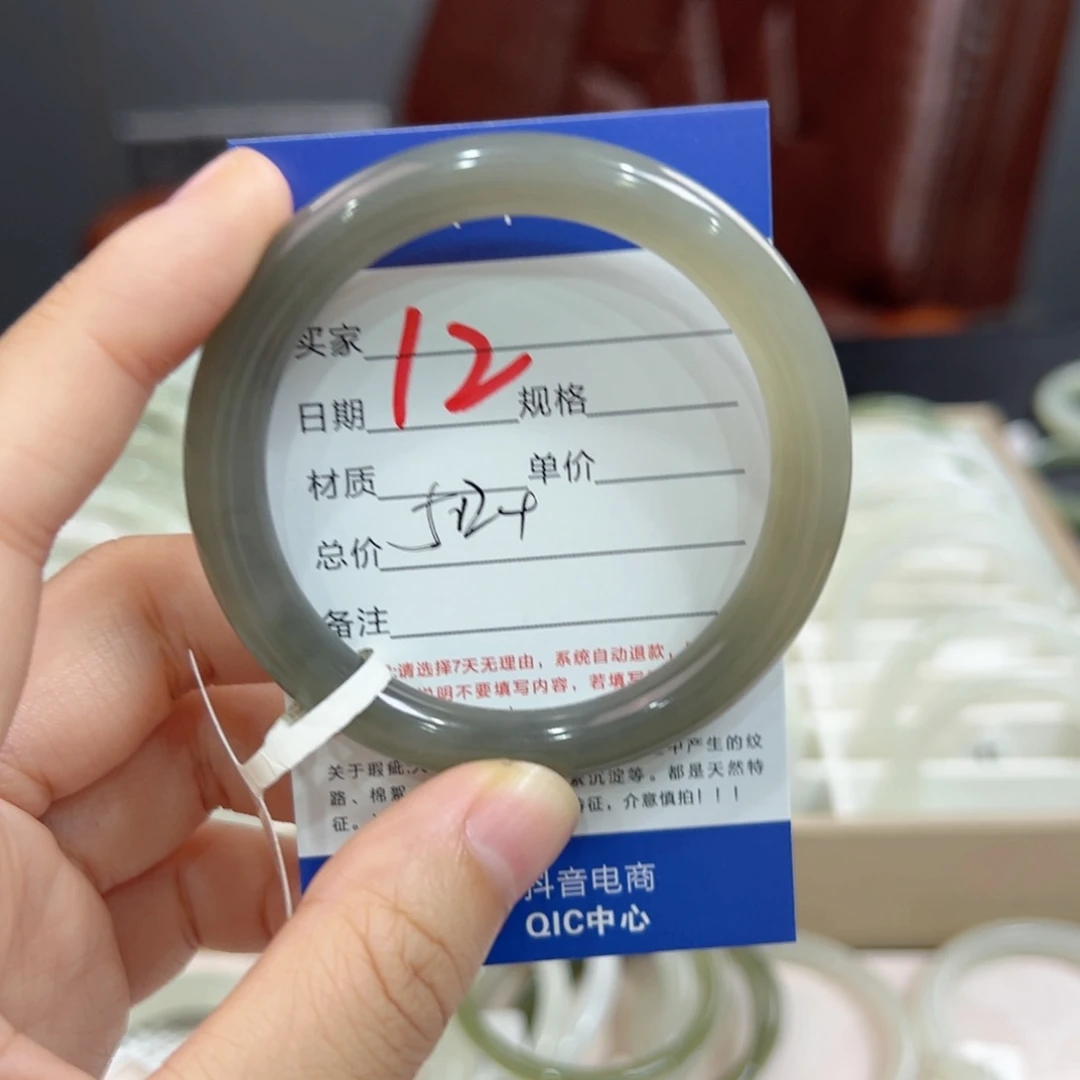 买家
12
日期 规格
材质 单价
总价
备注
:请选择7天无理由，系统自动退款，
说明不要填写内容，若填写
中产生的纹
关于瑕疵:
路、棉絮 絮沉淀等。都是天然特
征。 特征，介意慎拍！！！
抖音电商
QIC中心